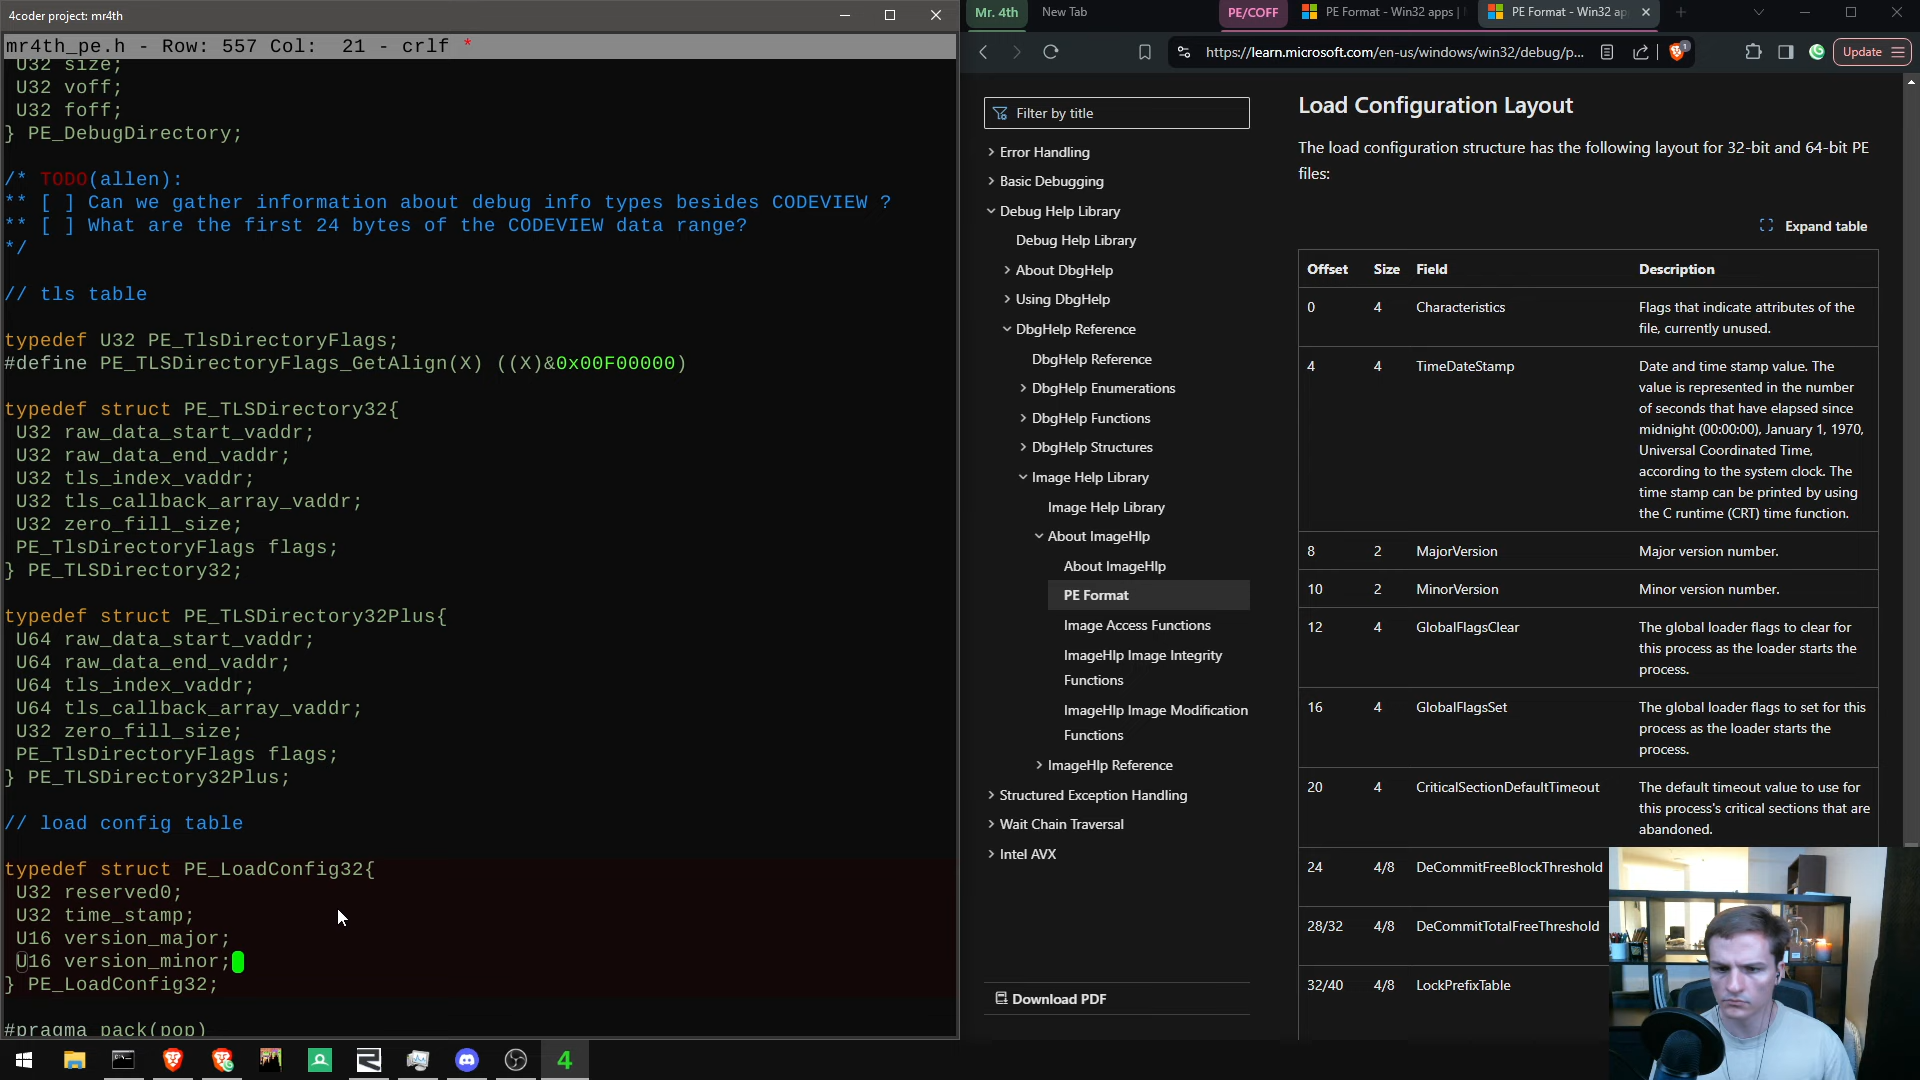 4coder project: mr4th
mr4th_pe.h - Row: 557 Col: 21 - crlf *
U32 size;
U32 voff;
U32 foff;
} PE_DebugDirectory;
/* TODO(allen):
** [ ] Can we gather information about debug info types besides CODEVIEW ?
** [ ] What are the first 24 bytes of the CODEVIEW data range?
*/
// tls table
typedef U32 PE_TlsDirectoryFlags;
#define PE_TLSDirectoryFlags_GetAlign(X) ((X)&0x00F00000)
typedef struct PE_TLSDirectory32{
U32 raw_data_start_vaddr;
U32 raw_data_end_vaddr;
U32 tls_index_vaddr;
U32 tls_callback_array_vaddr;
U32 zero_fill_size;
PE_TlsDirectoryFlags flags;
} PE_TLSDirectory32;
typedef struct PE_TLSDirectory32Plus{
U64 raw_data_start_vaddr;
U64 raw_data_end_vaddr;
U64 tls_index_vaddr;
U64 tls_callback_array_vaddr;
U32 zero_fill_size;
PE_TlsDirectoryFlags flags;
} PE_TLSDirectory32Plus;
// load config table
typedef struct PE_LoadConfig32{
U32 reserved0;
U32 time_stamp;
U16 version_major;
U16 version_minor;
} PE_LoadConfig32;
#pragma pack(pop)
Mr. 4th
New Tab
PE/COFF
PE Format - Win32 apps |
PE Format - Win32 ap
https://learn.microsoft.com/en-us/windows/win32/debug/p...
1
Update
Filter by title
Error Handling
Basic Debugging
Debug Help Library
Debug Help Library
About DbgHelp
Using DbgHelp
DbgHelp Reference
DbgHelp Reference
DbgHelp Enumerations
DbgHelp Functions
DbgHelp Structures
Image Help Library
Image Help Library
About ImageHlp
About ImageHlp
PE Format
Image Access Functions
ImageHlp Image Integrity
Functions
ImageHlp Image Modification
Functions
ImageHlp Reference
Structured Exception Handling
Wait Chain Traversal
Intel AVX
Download PDF
Load Configuration Layout
The load configuration structure has the following layout for 32-bit and 64-bit PE
files:
Expand table
Offset Size Field Description
0 4 Characteristics Flags that indicate attributes of the
file, currently unused.
4 4 TimeDateStamp Date and time stamp value. The
value is represented in the number
of seconds that have elapsed since
midnight (00:00:00), January 1, 1970,
Universal Coordinated Time,
according to the system clock. The
time stamp can be printed by using
the C runtime (CRT) time function.
8 2 MajorVersion Major version number.
10 2 MinorVersion Minor version number.
12 4 GlobalFlagsClear The global loader flags to clear for
this process as the loader starts the
process.
16 4 GlobalFlagsSet The global loader flags to set for this
process as the loader starts the
process.
20 4 CriticalSectionDefaultTimeout The default timeout value to use for
this process's critical sections that are
abandoned.
24 4/8 DeCommitFreeBlockThreshold
28/32 4/8 DeCommitTotalFreeThreshold
32/40 4/8 LockPrefixTable
4